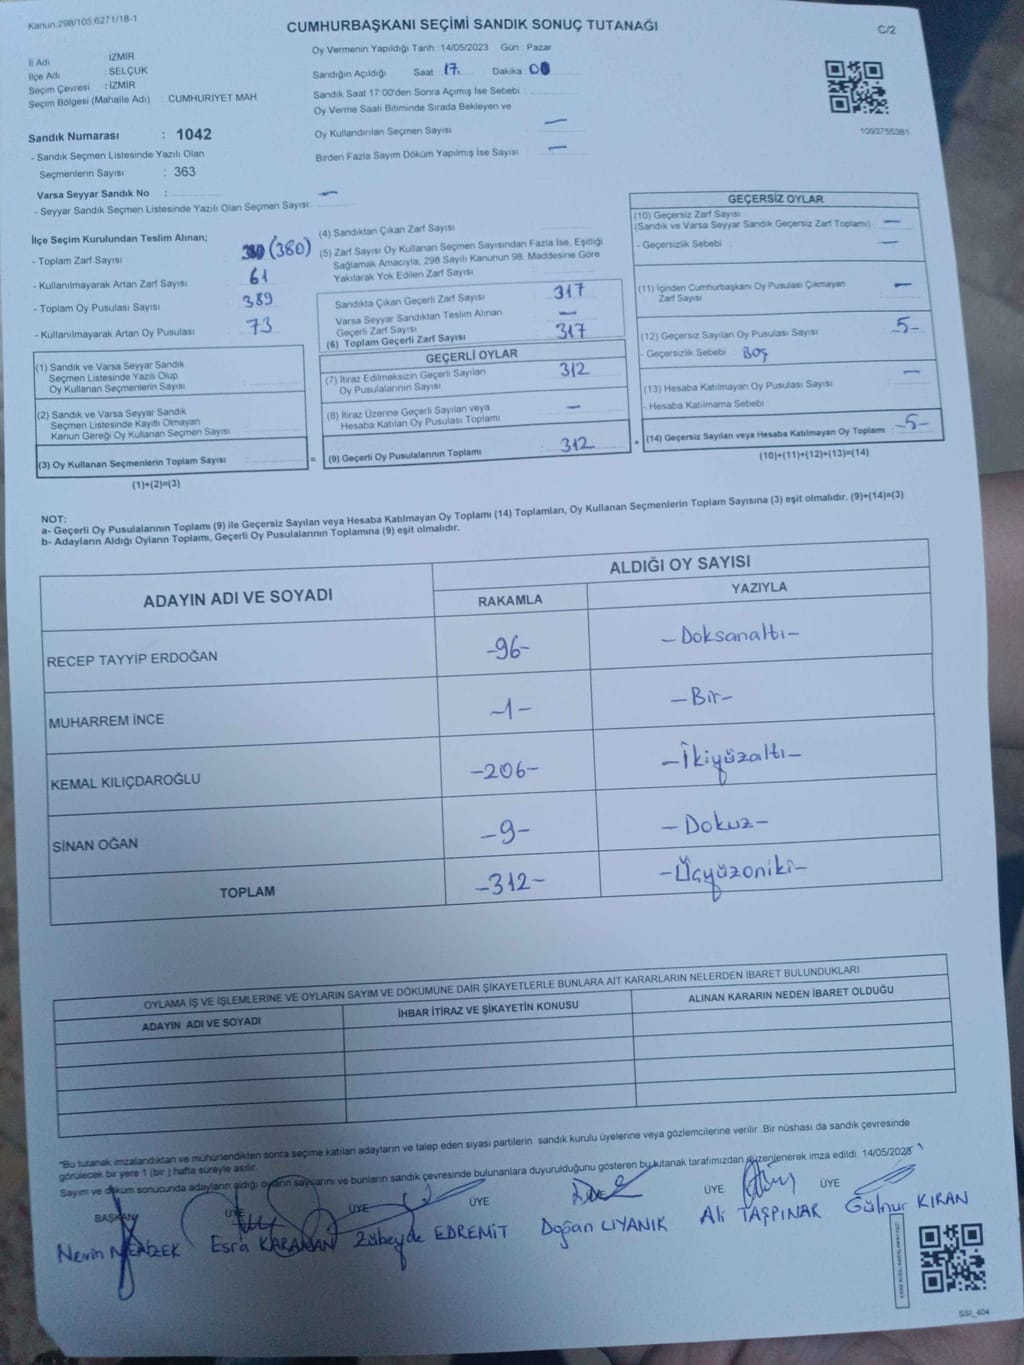 Kanun:298/105;6271/18-1
CUMHURBAŞKANI SEÇİMİ SANDIK SONUÇ TUTANAĞI
C/2
İl Adı : İZMİR
İlçe Adı : SELÇUK
Seçim Çevresi : İZMİR
Seçim Bölgesi (Mahalle Adı) : CUMHURİYET MAH
Oy Vermenin Yapıldığı Tarih : 14/05/2023 Gün : Pazar
Sandığın Açıldığı Saat 17. Dakika 00
Sandık Saat 17:00'den Sonra Açımış İse Sebebi :
Oy Verme Saati Bitiminde Sırada Bekleyen ve
Oy Kullandırılan Seçmen Sayısı —
Birden Fazla Sayım Döküm Yapılmış İse Sayısı —
1093755381
Sandık Numarası : 1042
- Sandık Seçmen Listesinde Yazılı Olan
Seçmenlerin Sayısı : 363
Varsa Seyyar Sandık No :
- Seyyar Sandık Seçmen Listesinde Yazılı Olan Seçmen Sayısı: —
İlçe Seçim Kurulundan Teslim Alınan;
- Toplam Zarf Sayısı (380)
- Kullanılmayarak Artan Zarf Sayısı 61
- Toplam Oy Pusulası Sayısı 389
- Kullanılmayarak Artan Oy Pusulası 73
(1) Sandık ve Varsa Seyyar Sandık
Seçmen Listesinde Yazılı Olup
Oy Kullanan Seçmenlerin Sayısı
(2) Sandık ve Varsa Seyyar Sandık
Seçmen Listesinde Kayıtlı Olmayan
Kanun Gereği Oy Kullanan Seçmen Sayısı
(3) Oy Kullanan Seçmenlerin Toplam Sayısı :
(1)+(2)=(3)
(4) Sandıktan Çıkan Zarf Sayısı
(5) Zarf Sayısı Oy Kullanan Seçmen Sayısından Fazla İse, Eşitliği
Sağlamak Amacıyla, 298 Sayılı Kanunun 98. Maddesine Göre
Yakılarak Yok Edilen Zarf Sayısı
Sandıkta Çıkan Geçerli Zarf Sayısı 317
Varsa Seyyar Sandıktan Teslim Alınan
Geçerli Zarf Sayısı —
(6) Toplam Geçerli Zarf Sayısı 317
GEÇERLİ OYLAR
(7) İtiraz Edilmeksizin Geçerli Sayılan
Oy Pusulalarının Sayısı 312
(8) İtiraz Üzerine Geçerli Sayılan veya
Hesaba Katılan Oy Pusulası Toplamı —
= (9) Geçerli Oy Pusulalarının Toplamı : 312
GEÇERSİZ OYLAR
(10) Geçersiz Zarf Sayısı
(Sandık ve Varsa Seyyar Sandık Geçersiz Zarf Toplamı) —
- Geçersizlik Sebebi —
(11) İçinden Cumhurbaşkanı Oy Pusulası Çıkmayan
Zarf Sayısı —
(12) Geçersiz Sayılan Oy Pusulası Sayısı -5-
- Geçersizlik Sebebi Boş
(13) Hesaba Katılmayan Oy Pusulası Sayısı —
- Hesaba Katılmama Sebebi
+ (14) Geçersiz Sayılan veya Hesaba Katılmayan Oy Toplamı -5-
(10)+(11)+(12)+(13)=(14)
NOT:
a- Geçerli Oy Pusulalarının Toplamı (9) ile Geçersiz Sayılan veya Hesaba Katılmayan Oy Toplamı (14) Toplamları, Oy Kullanan Seçmenlerin Toplam Sayısına (3) eşit olmalıdır. (9)+(14)=(3)
b- Adayların Aldığı Oyların Toplamı, Geçerli Oy Pusulalarının Toplamına (9) eşit olmalıdır.
ADAYIN ADI VE SOYADI
ALDIĞI OY SAYISI
RAKAMLA YAZIYLA
RECEP TAYYİP ERDOĞAN -96- -Doksanaltı-
MUHARREM İNCE -1- -Bir-
KEMAL KILIÇDAROĞLU -206- -İkiyüzaltı-
SİNAN OĞAN -9- -Dokuz-
TOPLAM -312- -Üçyüzoniki-
OYLAMA İŞ VE İŞLEMLERİNE VE OYLARIN SAYIM VE DÖKÜMÜNE DAİR ŞİKAYETLERLE BUNLARA AİT KARARLARIN NELERDEN İBARET BULUNDUKLARI
ADAYIN ADI VE SOYADI İHBAR İTİRAZ VE ŞİKAYETİN KONUSU ALINAN KARARIN NEDEN İBARET OLDUĞU
*Bu tutanak imzalandıktan ve mühürlendikten sonra seçime katılan adayların ve talep eden siyasi partilerin sandık kurulu üyelerine veya gözlemcilerine verilir .Bir nüshası da sandık çevresinde
görülecek bir yere 1 (bir ) hafta süreyle asılır.
Sayım ve döküm sonucunda adayların aldığı oyların sayılarını ve bunların sandık çevresinde bulunanlara duyurulduğunu gösteren bu tutanak tarafımızdan düzenlenerek imza edildi. 14/05/2023
BAŞKAN ÜYE ÜYE ÜYE ÜYE ÜYE
Nevin Esra KARAMAN Zübeyde EDREMİT Doğan LİYANIK Ali TAŞPINAR Gülnur KIRAN
SSI_404